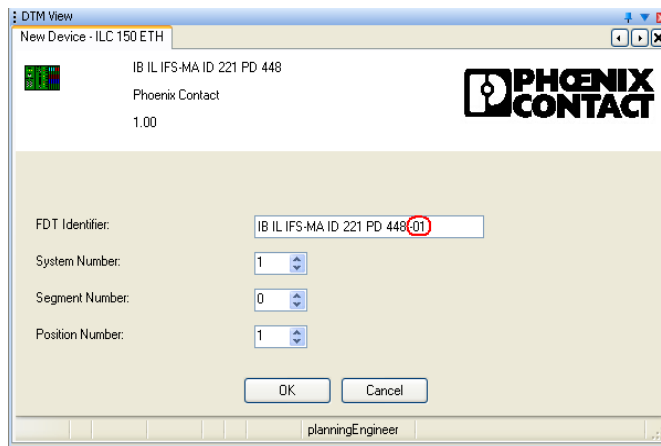 DTM View
New Device - ILC 150 ETH
IB IL IFS-MA ID 221 PD 448
Phoenix Contact
1.00
PHŒNIX
CONTACT
FDT Identifier:
IB IL IFS-MA ID 221 PD 448-01
System Number:
1
Segment Number:
0
Position Number:
1
OK
Cancel
planningEngineer